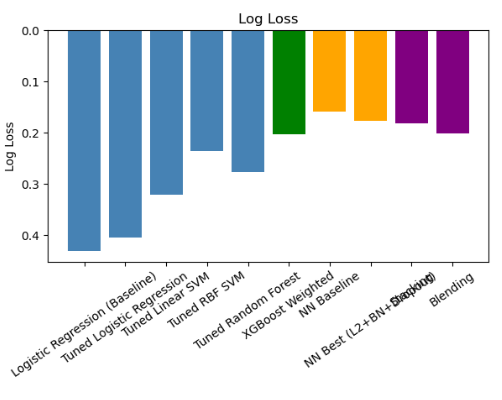 Log Loss
0.0
0.1
0.2
0.3
0.4
Log Loss
Logistic Regression (Baseline)
Tuned Logistic Regression
Tuned Linear SVM
Tuned RBF SVM
Tuned Random Forest
XGBoost Weighted
NN Baseline
NN Best (L2+BN+Dropout)
Stacking
Blending